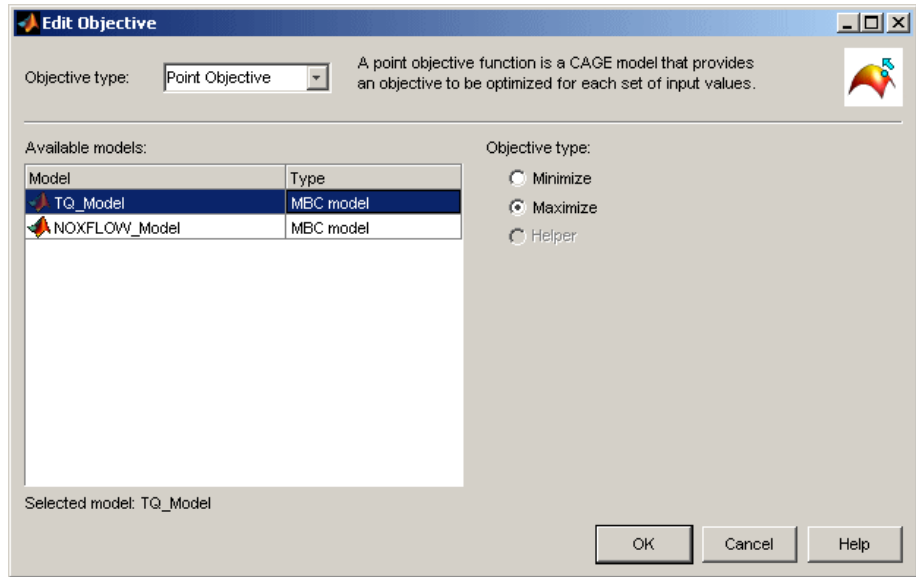 Edit Objective
Objective type: Point Objective
A point objective function is a CAGE model that provides
an objective to be optimized for each set of input values.
Available models:
Model Type
TQ_Model MBC model
NOXFLOW_Model MBC model
Selected model: TQ_Model
Objective type:
Minimize
Maximize
Helper
OK Cancel Help